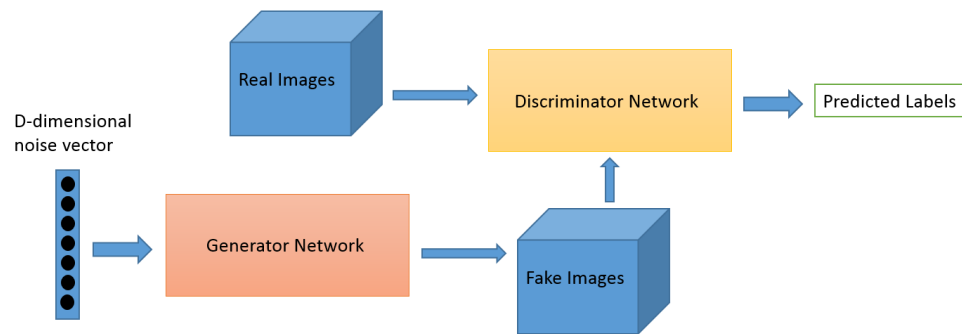 Real Images
Discriminator Network
Predicted Labels
D-dimensional
noise vector
Generator Network
Fake Images